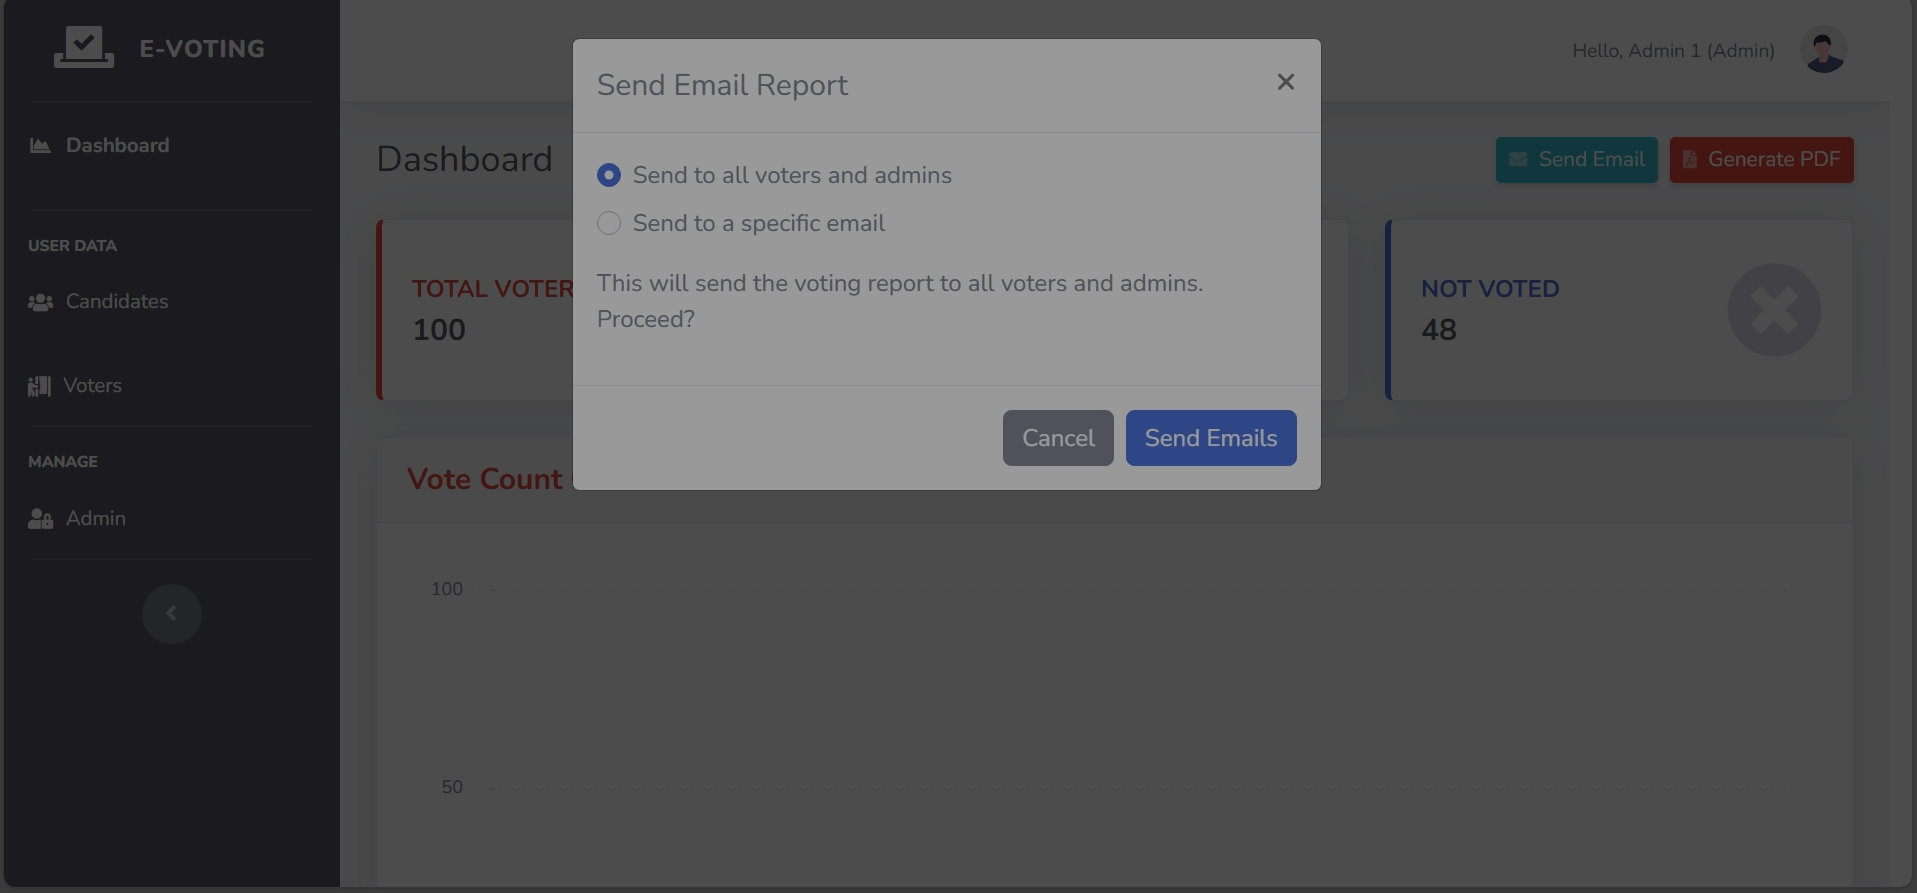 E-VOTING
Hello, Admin 1 (Admin)
Dashboard
USER DATA
Candidates
Voters
MANAGE
Admin
Dashboard
Send Email
Generate PDF
TOTAL VOTER
100
NOT VOTED
48
Vote Count
100
50
Send Email Report
×
Send to all voters and admins
Send to a specific email
This will send the voting report to all voters and admins.
Proceed?
Cancel
Send Emails